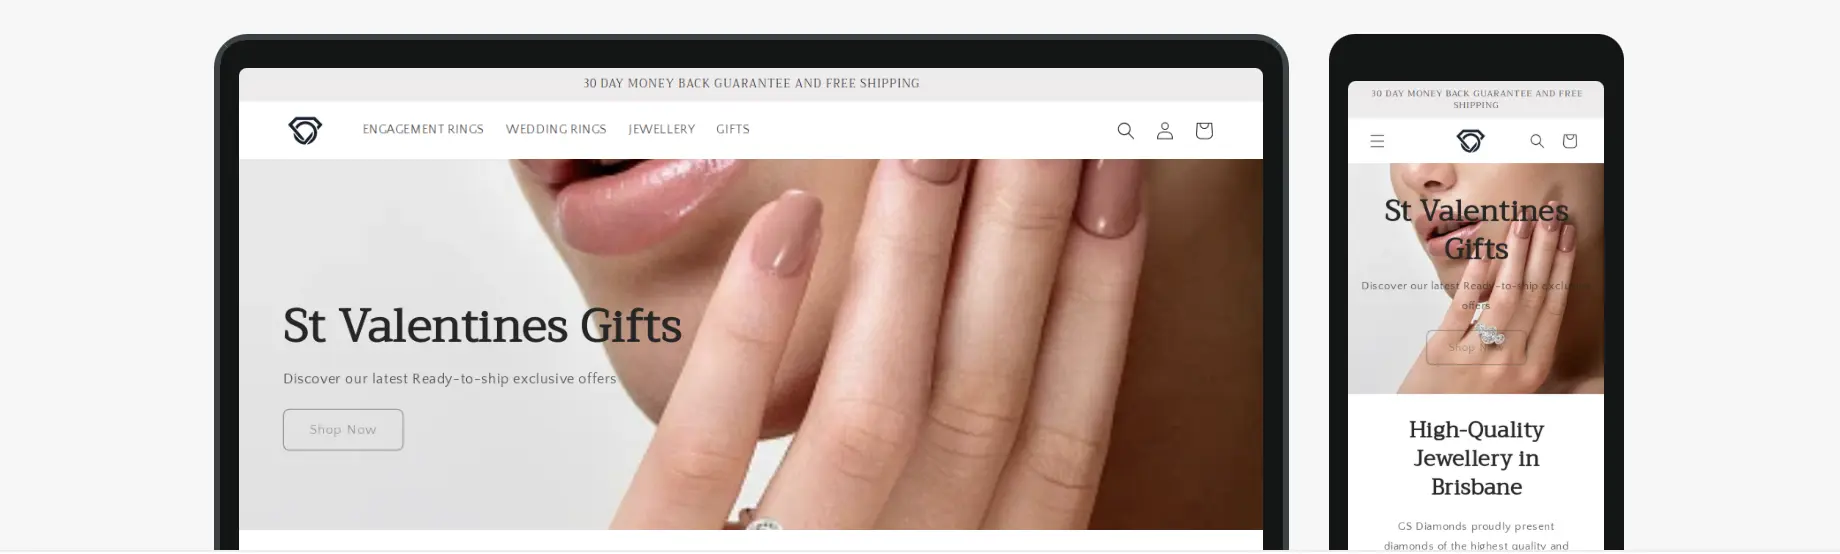 30 DAY MONEY BACK GUARANTEE AND FREE SHIPPING
ENGAGEMENT RINGS WEDDING RINGS JEWELLERY GIFTS
St Valentines Gifts
Discover our latest Ready-to-ship exclusive offers
Shop Now
30 DAY MONEY BACK GUARANTEE AND FREE
SHIPPING
St Valentines
Gifts
Discover our latest Ready-to-ship exclusive
offers
Shop Now
High-Quality
Jewellery in
Brisbane
GS Diamonds proudly present
diamonds of the highest quality and